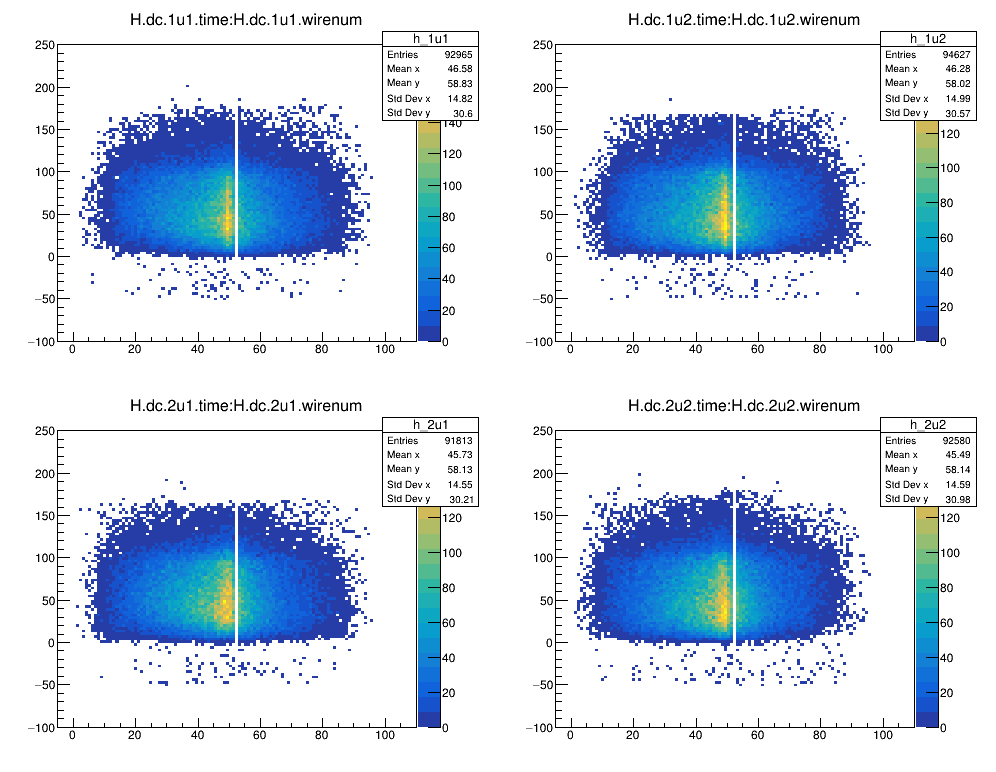 H.dc.1u1.time:H.dc.1u1.wirenum
h_1u1
Entries 92965
Mean x 46.58
Mean y 58.83
Std Dev x 14.82
Std Dev y 30.6
250
200
150
100
50
0
−50
−100
0 20 40 60 80 100
140
120
100
80
60
40
20
0
H.dc.1u2.time:H.dc.1u2.wirenum
h_1u2
Entries 94627
Mean x 46.28
Mean y 58.02
Std Dev x 14.99
Std Dev y 30.57
250
200
150
100
50
0
−50
−100
0 20 40 60 80 100
120
100
80
60
40
20
0
H.dc.2u1.time:H.dc.2u1.wirenum
h_2u1
Entries 91813
Mean x 45.73
Mean y 58.13
Std Dev x 14.55
Std Dev y 30.21
250
200
150
100
50
0
−50
−100
0 20 40 60 80 100
120
100
80
60
40
20
0
H.dc.2u2.time:H.dc.2u2.wirenum
h_2u2
Entries 92580
Mean x 45.49
Mean y 58.14
Std Dev x 14.59
Std Dev y 30.98
250
200
150
100
50
0
−50
−100
0 20 40 60 80 100
120
100
80
60
40
20
0